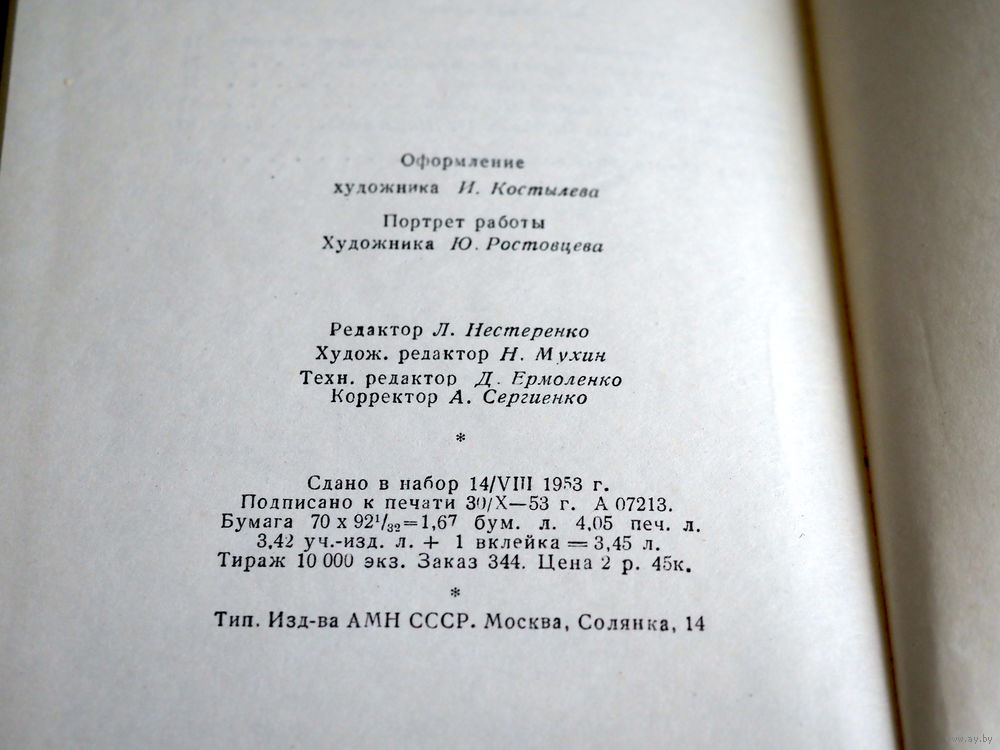 Оформление
художника И. Костылева
Портрет работы
Художника Ю. Ростовцева
Редактор Л. Нестеренко
Худож. редактор Н. Мухин
Техн. редактор Д. Ермоленко
Корректор А. Сергиенко
*
Сдано в набор 14/VIII 1953 г.
Подписано к печати 30/X—53 г. А 07213.
Бумага 70 х 92¹/₃₂=1,67 бум. л. 4,05 печ. л.
3,42 уч.-изд. л. + 1 вклейка = 3,45 л.
Тираж 10 000 экз. Заказ 344. Цена 2 р. 45к.
*
Тип. Изд-ва АМН СССР. Москва, Солянка, 14
www.ay.by